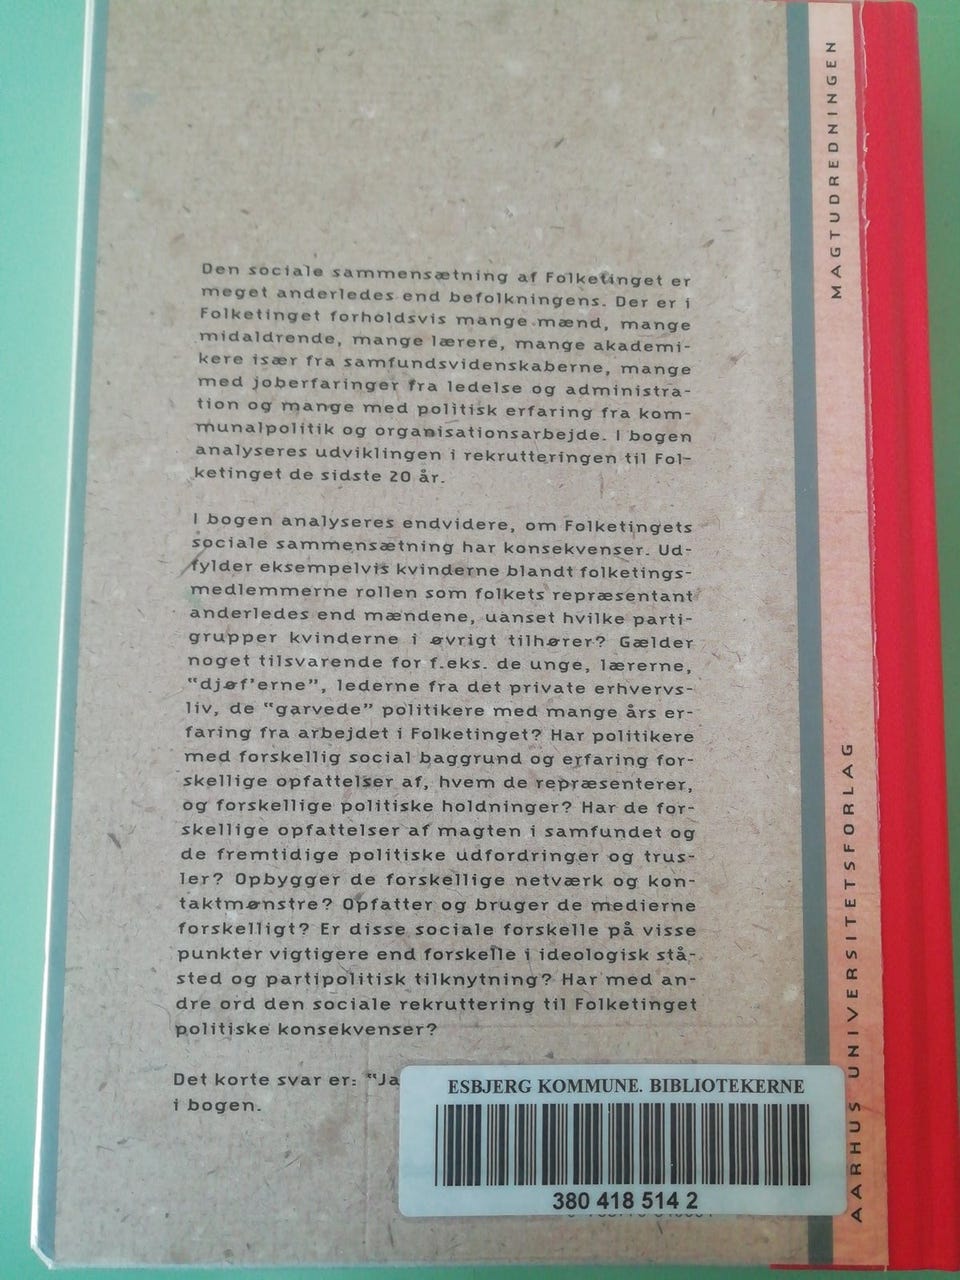 Den sociale sammensætning af Folketinget er
meget anderledes end befolkningens. Der er i
Folketinget forholdsvis mange mænd, mange
midaldrende, mange lærere, mange akademi-
kere især fra samfundsvidenskaberne, mange
med joberfaringer fra ledelse og administra-
tion og mange med politisk erfaring fra kom-
munalpolitik og organisationsarbejde. I bogen
analyseres udviklingen i rekrutteringen til Fol-
ketinget de sidste 20 år.
I bogen analyseres endvidere, om Folketingets
sociale sammensætning har konsekvenser. Ud-
fylder eksempelvis kvinderne blandt folketings-
medlemmerne rollen som folkets repræsentant
anderledes end mændene, uanset hvilke parti-
grupper kvinderne i øvrigt tilhører? Gælder
noget tilsvarende for f.eks. de unge, lærerne,
“djøf’erne”, lederne fra det private erhvervs-
liv, de “garvede” politikere med mange års er-
faring fra arbejdet i Folketinget? Har politikere
med forskellig social baggrund og erfaring for-
skellige opfattelser af, hvem de repræsenterer,
og forskellige politiske holdninger? Har de for-
skellige opfattelser af magten i samfundet og
de fremtidige politiske udfordringer og trus-
ler? Opbygger de forskellige netværk og kon-
taktmønstre? Opfatter og bruger de medierne
forskelligt? Er disse sociale forskelle på visse
punkter vigtigere end forskelle i ideologisk stå-
sted og partipolitisk tilknytning? Har med an-
dre ord den sociale rekruttering til Folketinget
politiske konsekvenser?
Det korte svar er: “Ja
i bogen.
ESBJERG KOMMUNE. BIBLIOTEKERNE
380 418 514 2
MAGTUDREDNINGEN
AARHUS UNIVERSITETSFORLAG